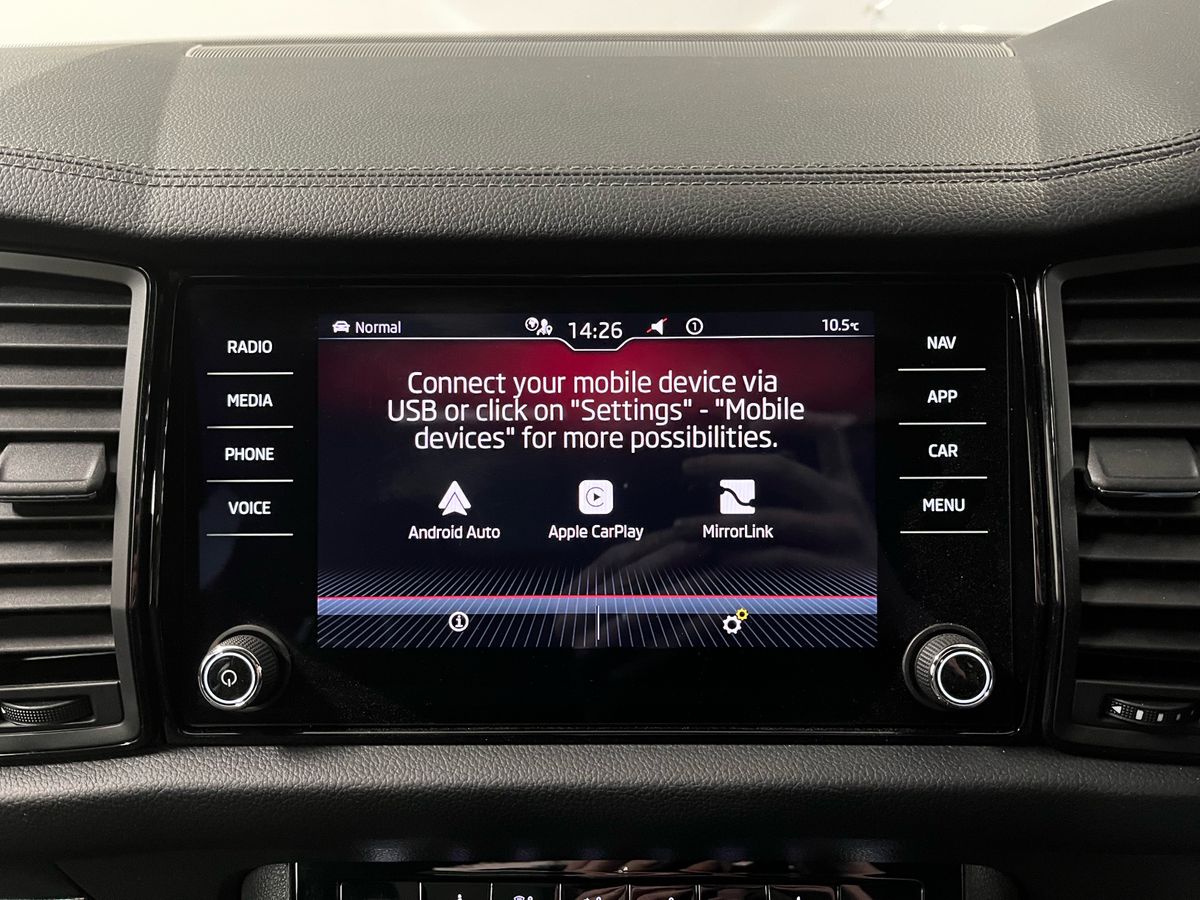 Normal
14:26
1
10.5°C
RADIO
MEDIA
PHONE
VOICE
Connect your mobile device via
USB or click on "Settings" - "Mobile
devices" for more possibilities.
Android Auto
Apple CarPlay
MirrorLink
NAV
APP
CAR
MENU